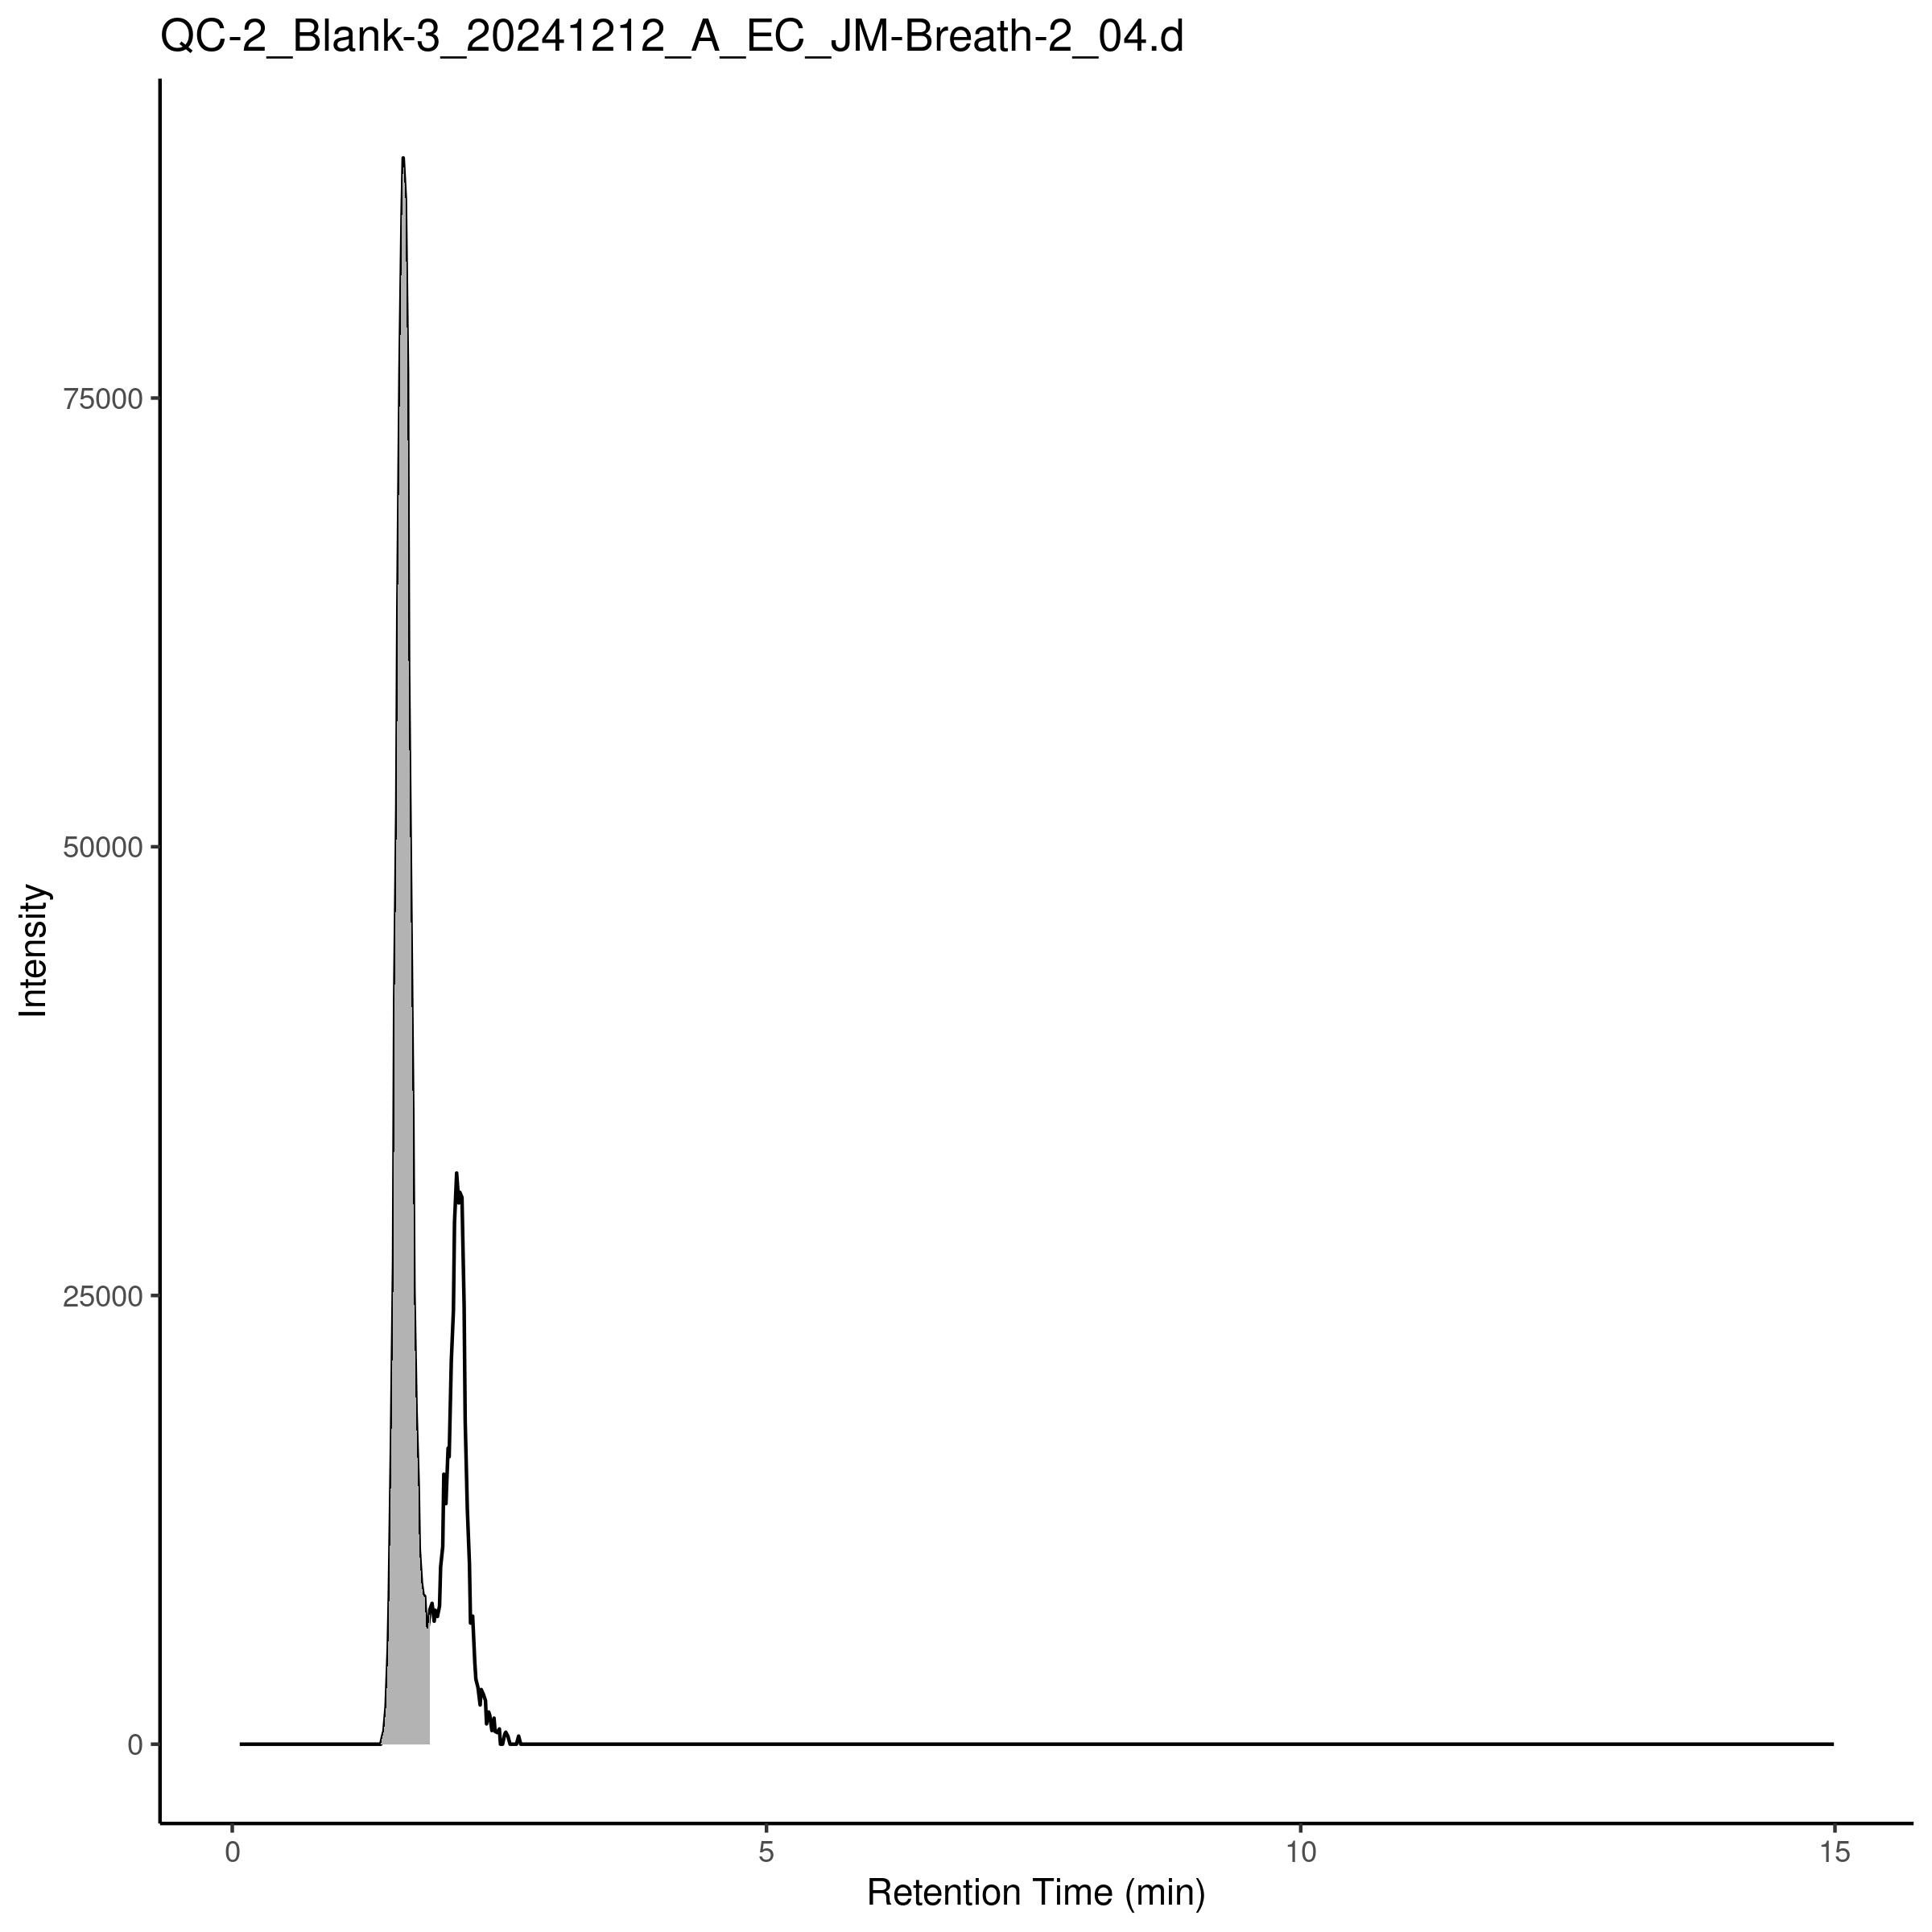 QC-2_Blank-3_20241212_A_EC_JM-Breath-2_04.d
75000
50000
25000
0
Intensity
0
5
10
15
Retention Time (min)